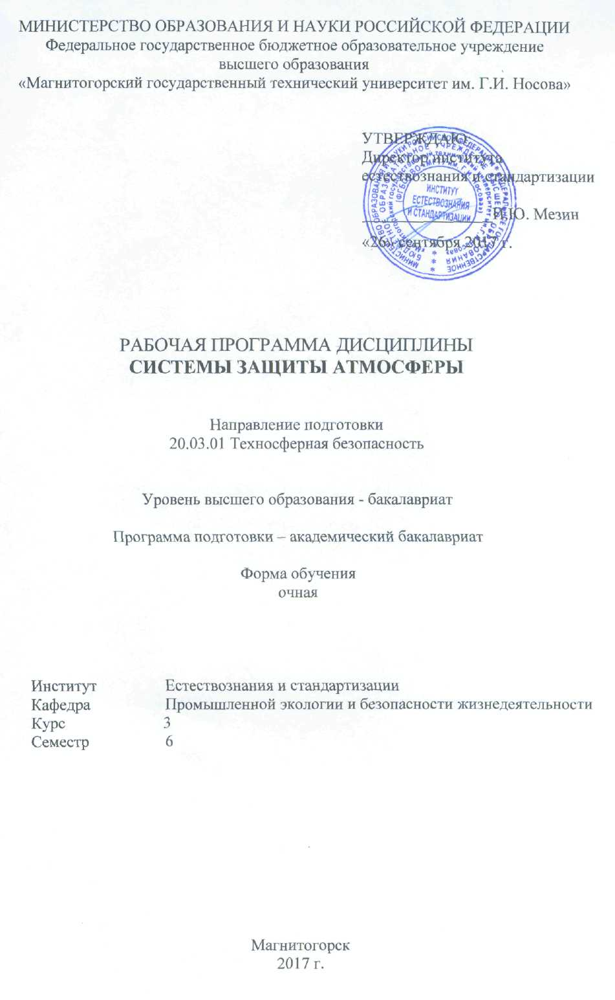 МИНИСТЕРСТВО ОБРАЗОВАНИЯ И НАУКИ РОССИЙСКОЙ ФЕДЕРАЦИИ
Федеральное государственное бюджетное образовательное учреждение
высшего образования
«Магнитогорский государственный технический университет им. Г.И. Носова»
УТВЕРЖДАЮ
Директор института
естествознания и стандартизации
И.Ю. Мезин
«26» сентября 2017 г.
ИНСТИТУТ
ЕСТЕСТВОЗНАНИЯ
И СТАНДАРТИЗАЦИИ
РАБОЧАЯ ПРОГРАММА ДИСЦИПЛИНЫ
СИСТЕМЫ ЗАЩИТЫ АТМОСФЕРЫ
Направление подготовки
20.03.01 Техносферная безопасность
Уровень высшего образования - бакалавриат
Программа подготовки – академический бакалавриат
Форма обучения
очная
Институт Естествознания и стандартизации
Кафедра Промышленной экологии и безопасности жизнедеятельности
Курс 3
Семестр 6
Магнитогорск
2017 г.